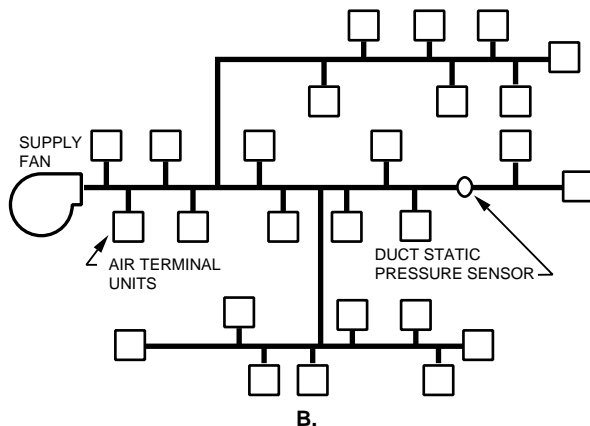 SUPPLY
FAN
AIR TERMINAL
UNITS
DUCT STATIC
PRESSURE SENSOR
B.